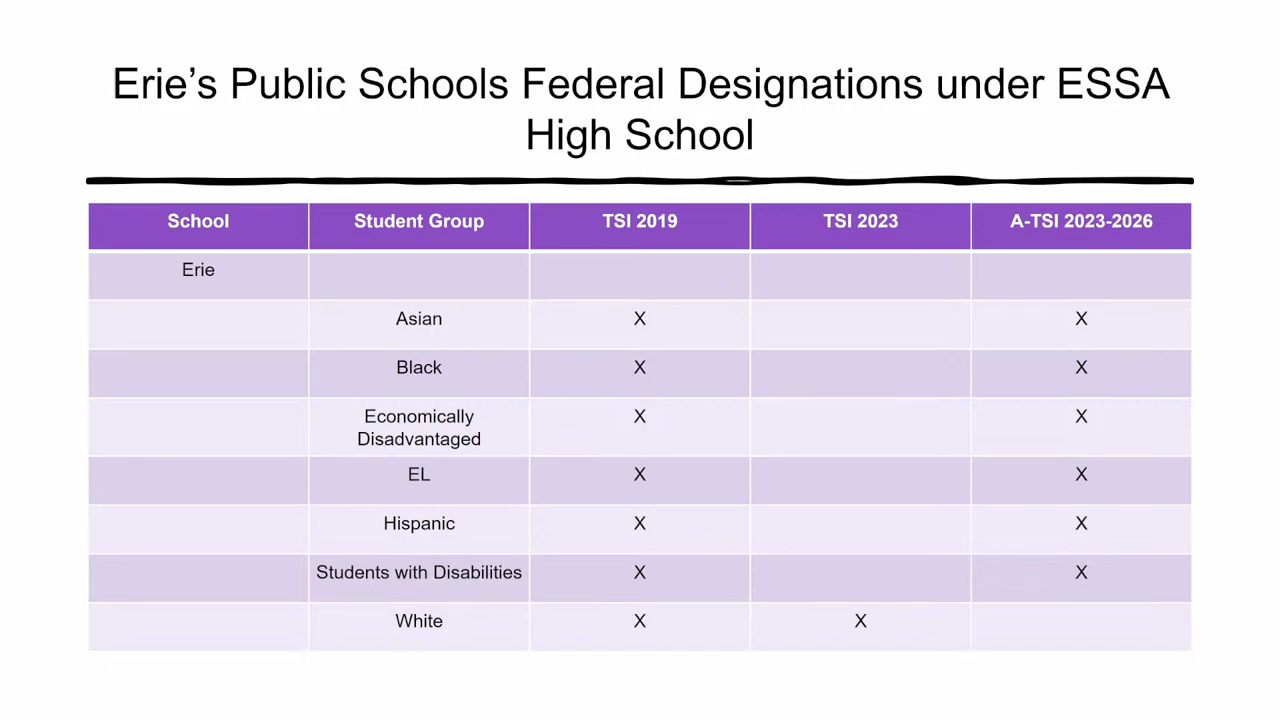 Erie's Public Schools Federal Designations under ESSA
High School
School Student Group TSI 2019 TSI 2023 A-TSI 2023-2026
Erie
Asian X X
Black X X
Economically
Disadvantaged X X
EL X X
Hispanic X X
Students with Disabilities X X
White X X